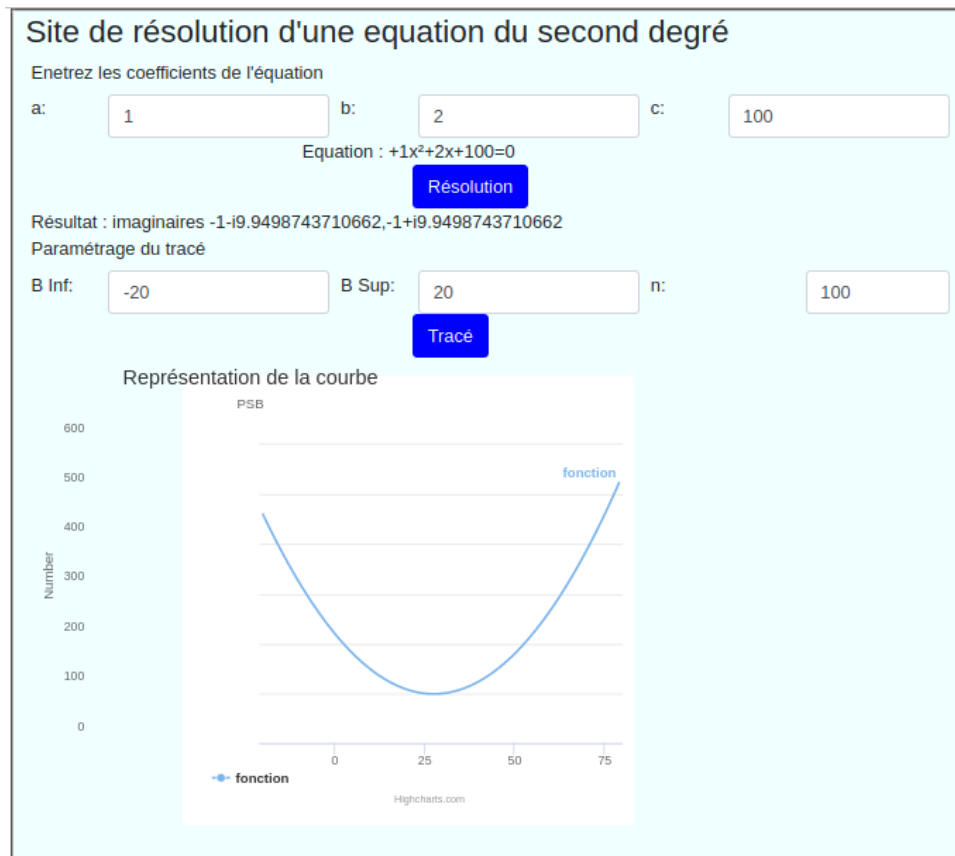 Site de résolution d'une equation du second degré
Enetrez les coefficients de l'équation
a: 1 b: 2 c: 100
Equation : +1x²+2x+100=0
Résolution
Résultat : imaginaires -1-i9.9498743710662,-1+i9.9498743710662
Paramétrage du tracé
B Inf: -20 B Sup: 20 n: 100
Tracé
Représentation de la courbe
PSB
600
500
400
300
200
100
0
Number
fonction
0 25 50 75
fonction
Highcharts.com